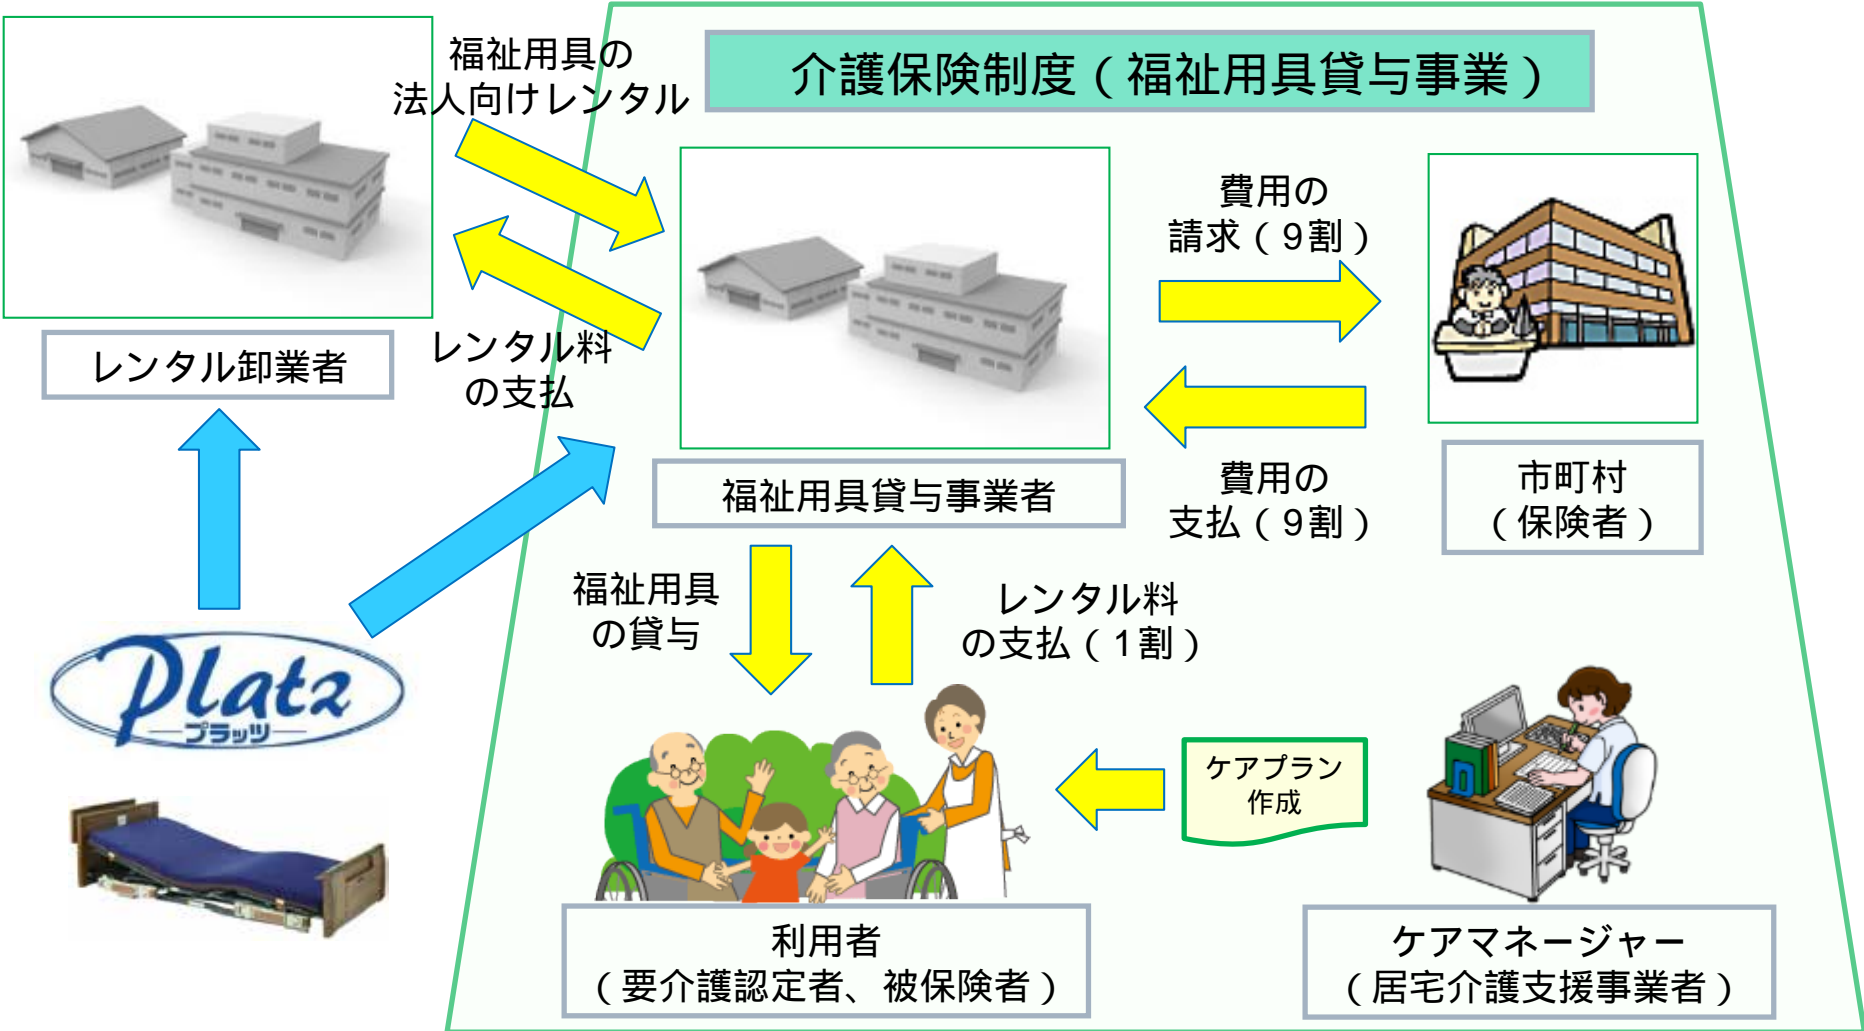 福祉用具の
法人向けレンタル
介護保険制度（福祉用具貸与事業）
費用の
請求（9割）
レンタル卸業者
レンタル料
の支払
福祉用具貸与事業者
費用の
支払（9割）
市町村
（保険者）
福祉用具
の貸与
レンタル料
の支払（1割）
Platz
プラッツ
ケアプラン
作成
利用者
（要介護認定者、被保険者）
ケアマネージャー
（居宅介護支援事業者）